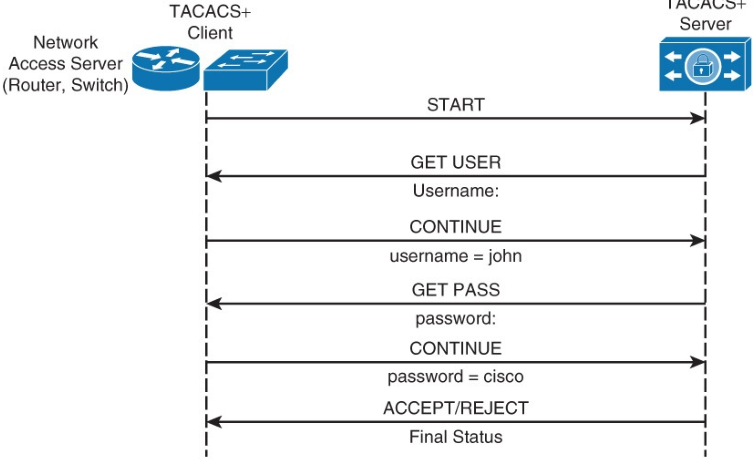 TACACS+
Client
TACACS+
Server
Network
Access Server
(Router, Switch)
START
GET USER
Username:
CONTINUE
username = john
GET PASS
password:
CONTINUE
password = cisco
ACCEPT/REJECT
Final Status